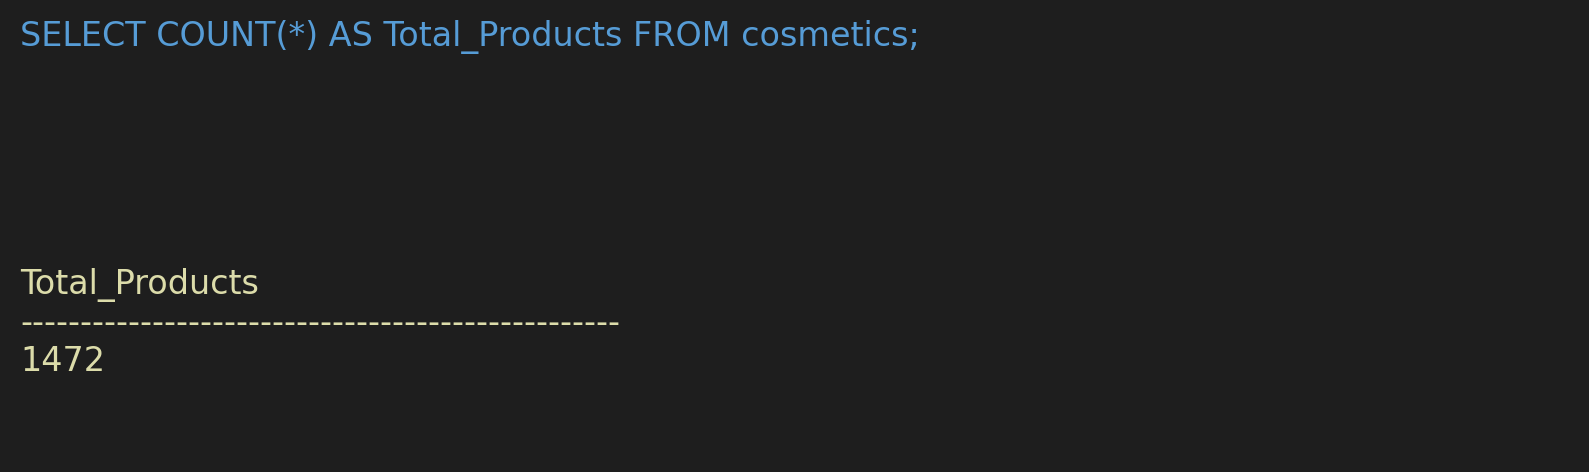 SELECT COUNT(*) AS Total_Products FROM cosmetics;
Total_Products
--------------------------------------------------
1472